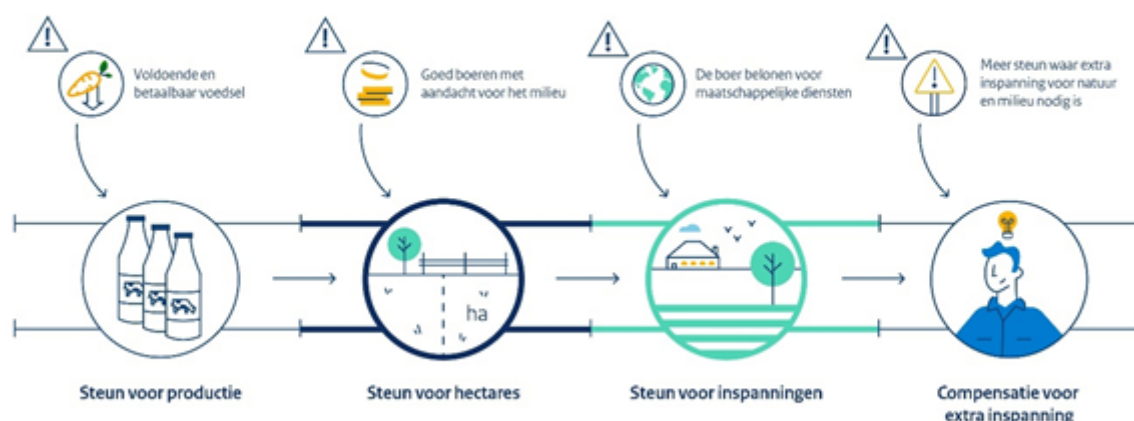 Voldoende en
betaalbaar voedsel
Goed boeren met
aandacht voor het milieu
De boer belonen voor
maatschappelijke diensten
Meer steun waar extra
inspanning voor natuur
en milieu nodig is
ha
Steun voor productie
Steun voor hectares
Steun voor inspanningen
Compensatie voor
extra inspanning